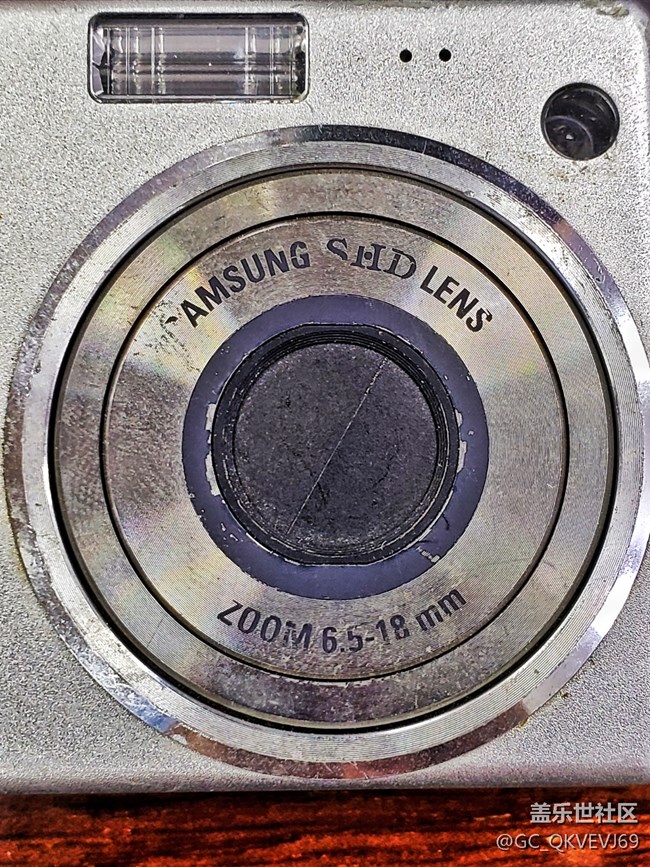 AMSUNG SHD LENS
ZOOM 6.5-18 mm
盖乐世社区
@GC_QKVEVJ69